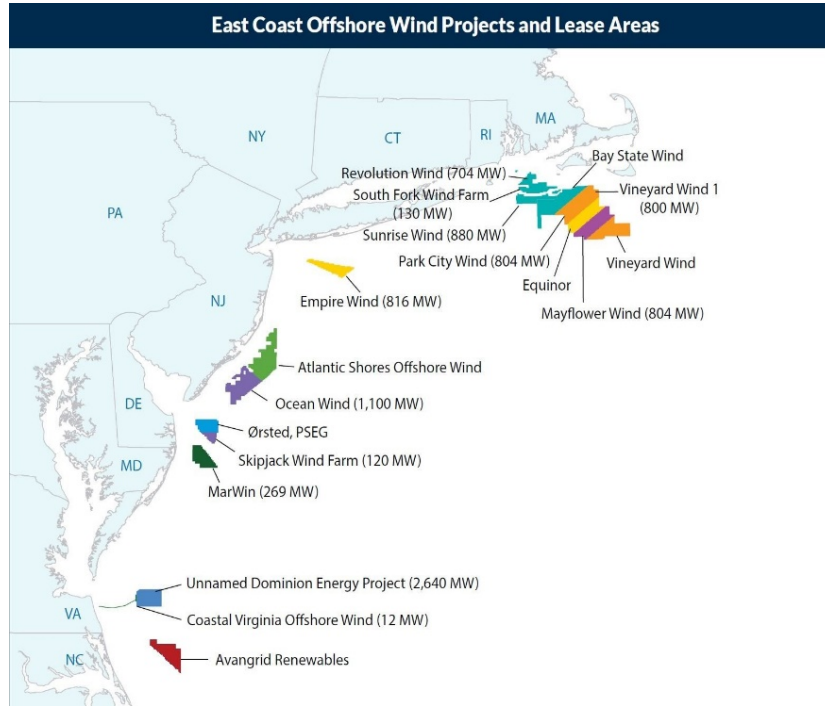 East Coast Offshore Wind Projects and Lease Areas
MA
NY
CT
RI
Bay State Wind
Revolution Wind (704 MW)
South Fork Wind Farm
(130 MW)
Vineyard Wind 1
(800 MW)
PA
Sunrise Wind (880 MW)
Park City Wind (804 MW)
Vineyard Wind
Equinor
Mayflower Wind (804 MW)
NJ
Empire Wind (816 MW)
Atlantic Shores Offshore Wind
DE
Ocean Wind (1,100 MW)
Ørsted, PSEG
MD
Skipjack Wind Farm (120 MW)
MarWin (269 MW)
Unnamed Dominion Energy Project (2,640 MW)
VA
Coastal Virginia Offshore Wind (12 MW)
NC
Avangrid Renewables